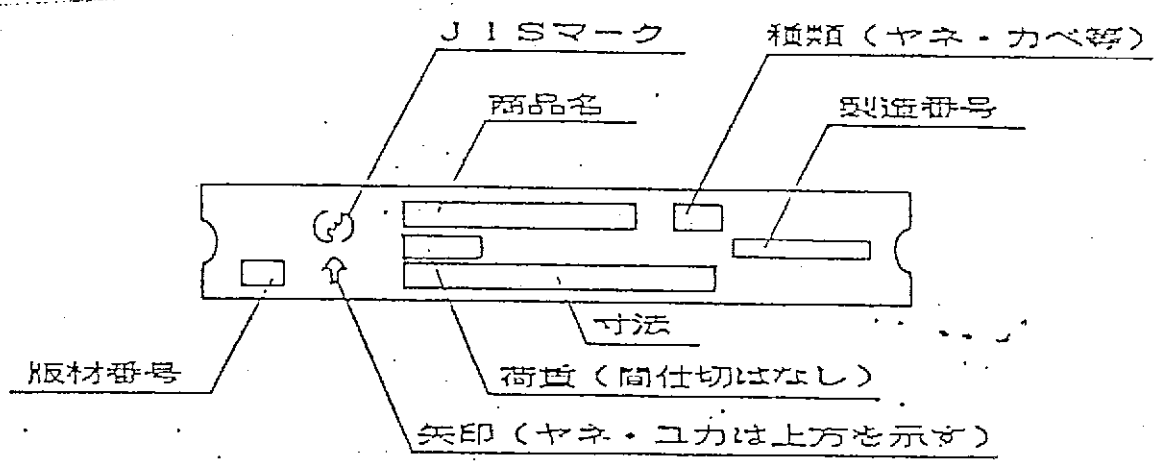 JISマーク
種類（ヤネ・カベ等）
商品名
製造番号
寸法
版材番号
荷重（間仕切はなし）
矢印（ヤネ・ユカは上方を示す）